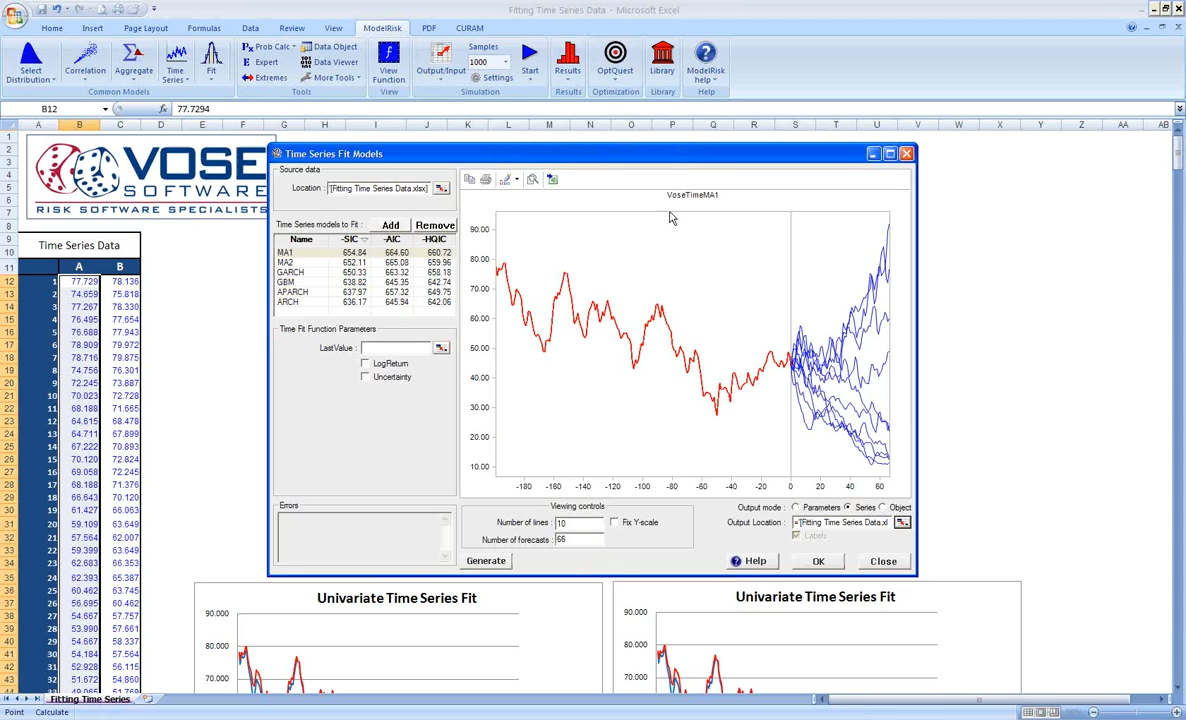 Fitting Time Series Data - Microsoft Excel
Home Insert Page Layout Formulas Data Review View ModelRisk PDF CURAM
Select Distribution Correlation Aggregate Time Series Fit
Prob Calc Data Object
Expert Data Viewer
Extremes More Tools
View Function Output/Input
Samples
1000
Settings
Start Results OptQuest Library ModelRisk help
Common Models Tools View Simulation Results Optimization Library Help
B12 fx 77.7294
A B C D E F G H I J K L M N O P Q R S T U V W X Y Z AA AB
VOSE
SOFTWARE
RISK SOFTWARE SPECIALISTS
Time Series Data
A B
1 77.729 78.136
2 74.659 75.818
3 77.267 78.330
4 76.495 77.654
5 76.688 77.943
6 78.909 79.972
7 78.716 79.875
8 74.756 76.301
9 72.245 73.887
10 70.023 72.728
11 68.188 71.665
12 64.615 68.478
13 64.711 67.899
14 67.222 70.893
15 70.120 72.824
16 69.058 72.245
17 68.188 71.376
18 66.643 70.120
19 61.427 66.063
20 59.109 63.649
21 57.564 62.007
22 59.399 63.649
23 62.683 66.353
24 62.393 65.387
25 60.462 63.745
26 56.695 60.462
27 54.667 57.757
28 53.990 57.661
29 54.667 58.337
30 54.184 57.564
31 52.928 56.115
32 51.672 54.860
33 49.065 51.769
Time Series Fit Models
Source data
Location : '[Fitting Time Series Data.xlsx]
Time Series models to Fit : Add Remove
Name -SIC -AIC -HQIC
MA1 654.84 664.60 660.72
MA2 652.11 665.08 659.96
GARCH 650.33 663.32 658.18
GBM 638.82 645.35 642.74
APARCH 637.97 657.32 649.75
ARCH 636.17 645.94 642.06
Time Fit Function Parameters
LastValue :
LogReturn
Uncertainty
Errors
VoseTimeMA1
90.00
80.00
70.00
60.00
50.00
40.00
30.00
20.00
10.00
-180 -160 -140 -120 -100 -80 -60 -40 -20 0 20 40 60
Viewing controls
Number of lines : 10 Fix Y-scale
Number of forecasts : 66
Output mode : Parameters Series Object
Output Location : ='[Fitting Time Series Data.xl
Labels
Generate Help OK Close
Univariate Time Series Fit
90.000
80.000
70.000
Univariate Time Series Fit
90.000
80.000
70.000
Fitting Time Series
Point Calculate